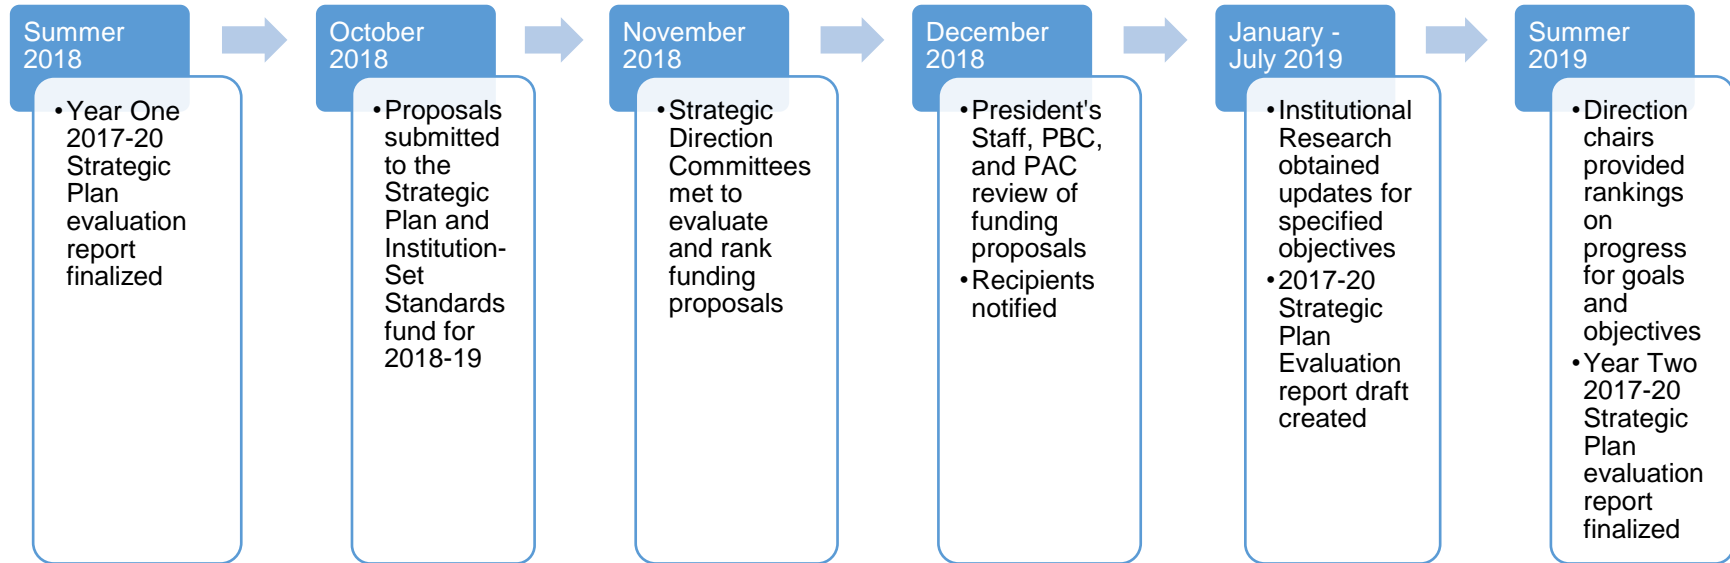 Summer
2018
•Year One
2017-20
Strategic
Plan
evaluation
report
finalized
October
2018
•Proposals
submitted
to the
Strategic
Plan and
Institution-
Set
Standards
fund for
2018-19
November
2018
•Strategic
Direction
Committees
met to
evaluate
and rank
funding
proposals
December
2018
•President's
Staff, PBC,
and PAC
review of
funding
proposals
•Recipients
notified
January -
July 2019
•Institutional
Research
obtained
updates for
specified
objectives
•2017-20
Strategic
Plan
Evaluation
report draft
created
Summer
2019
•Direction
chairs
provided
rankings
on
progress
for goals
and
objectives
•Year Two
2017-20
Strategic
Plan
evaluation
report
finalized